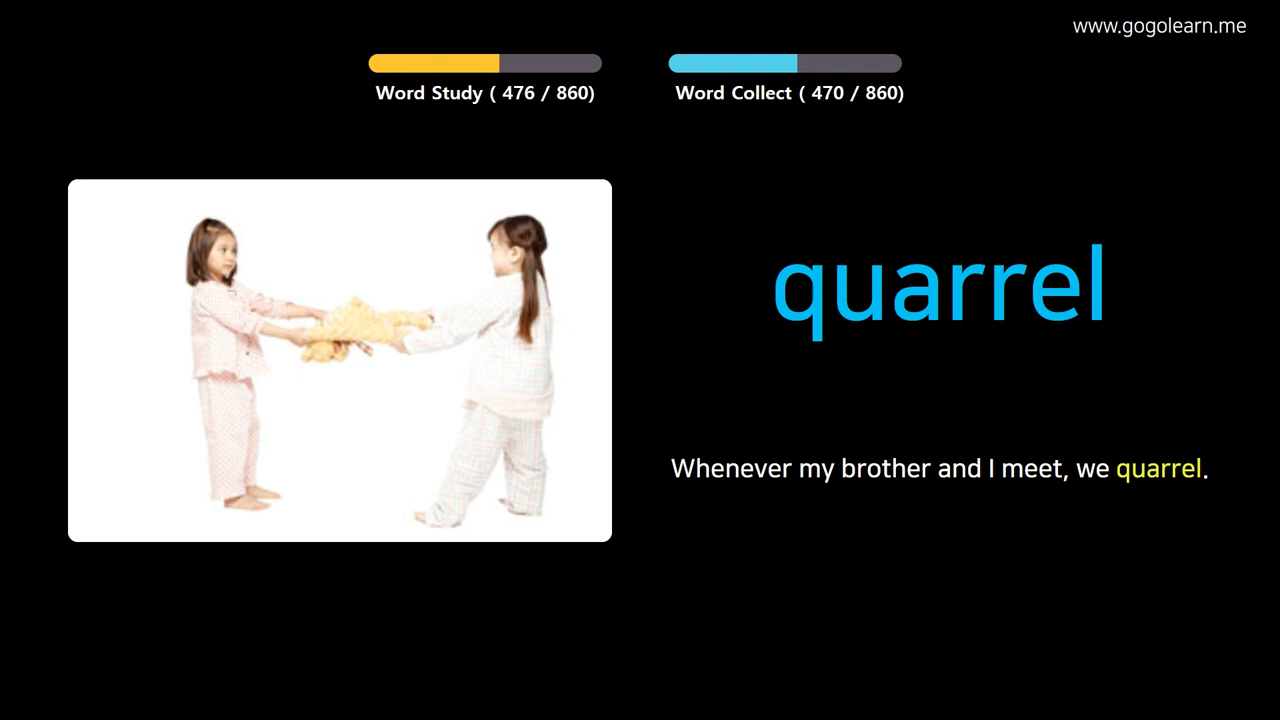 www.gogolearn.me
Word Study ( 476 / 860)
Word Collect ( 470 / 860)
quarrel
Whenever my brother and I meet, we quarrel.